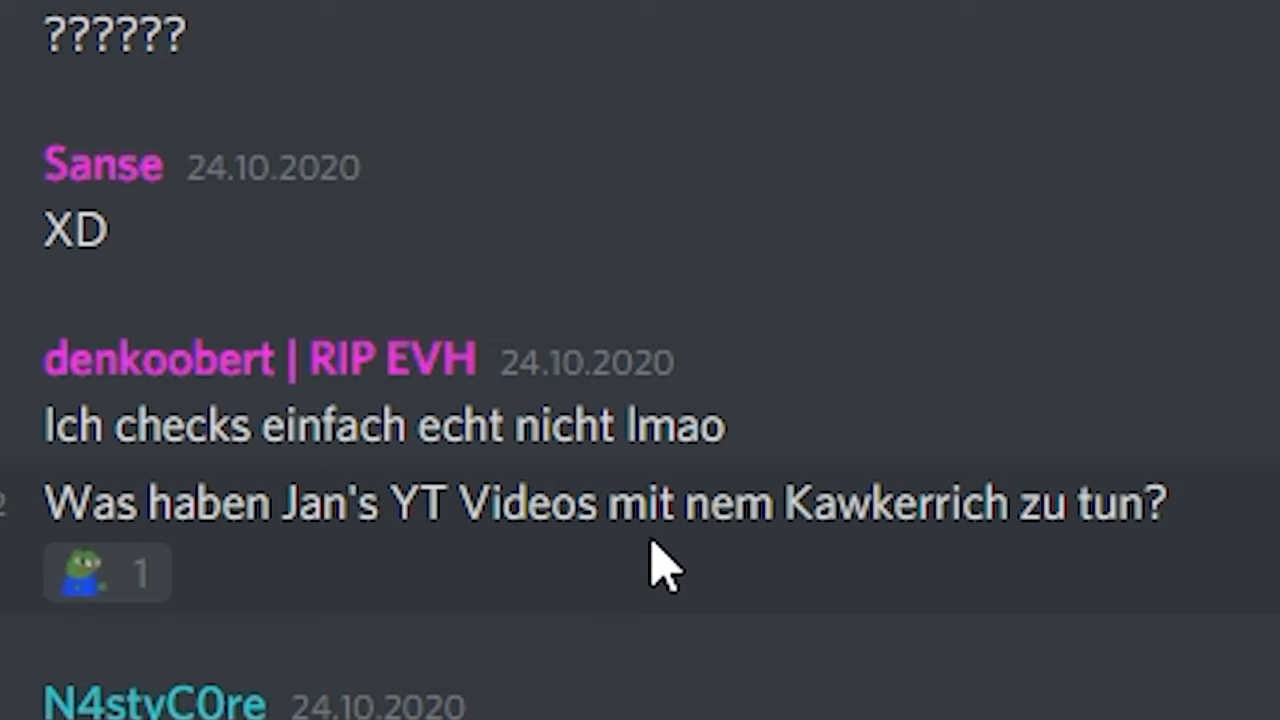 ??????
Sanse 24.10.2020
XD
denkoobert | RIP EVH 24.10.2020
Ich checks einfach echt nicht lmao
Was haben Jan's YT Videos mit nem Kawkerrich zu tun?
1
N4styC0re 24.10.2020